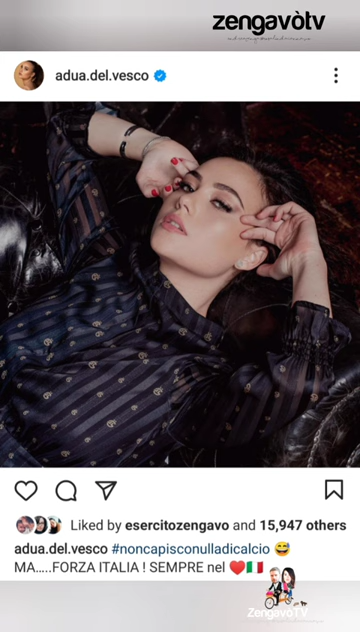 zengavòtv
adua.del.vesco
Liked by esercitozengavo and 15,947 others
adua.del.vesco #noncapisconulladicalcio 😅
MA.....FORZA ITALIA ! SEMPRE nel ❤️🇮🇹
ZengavòTV